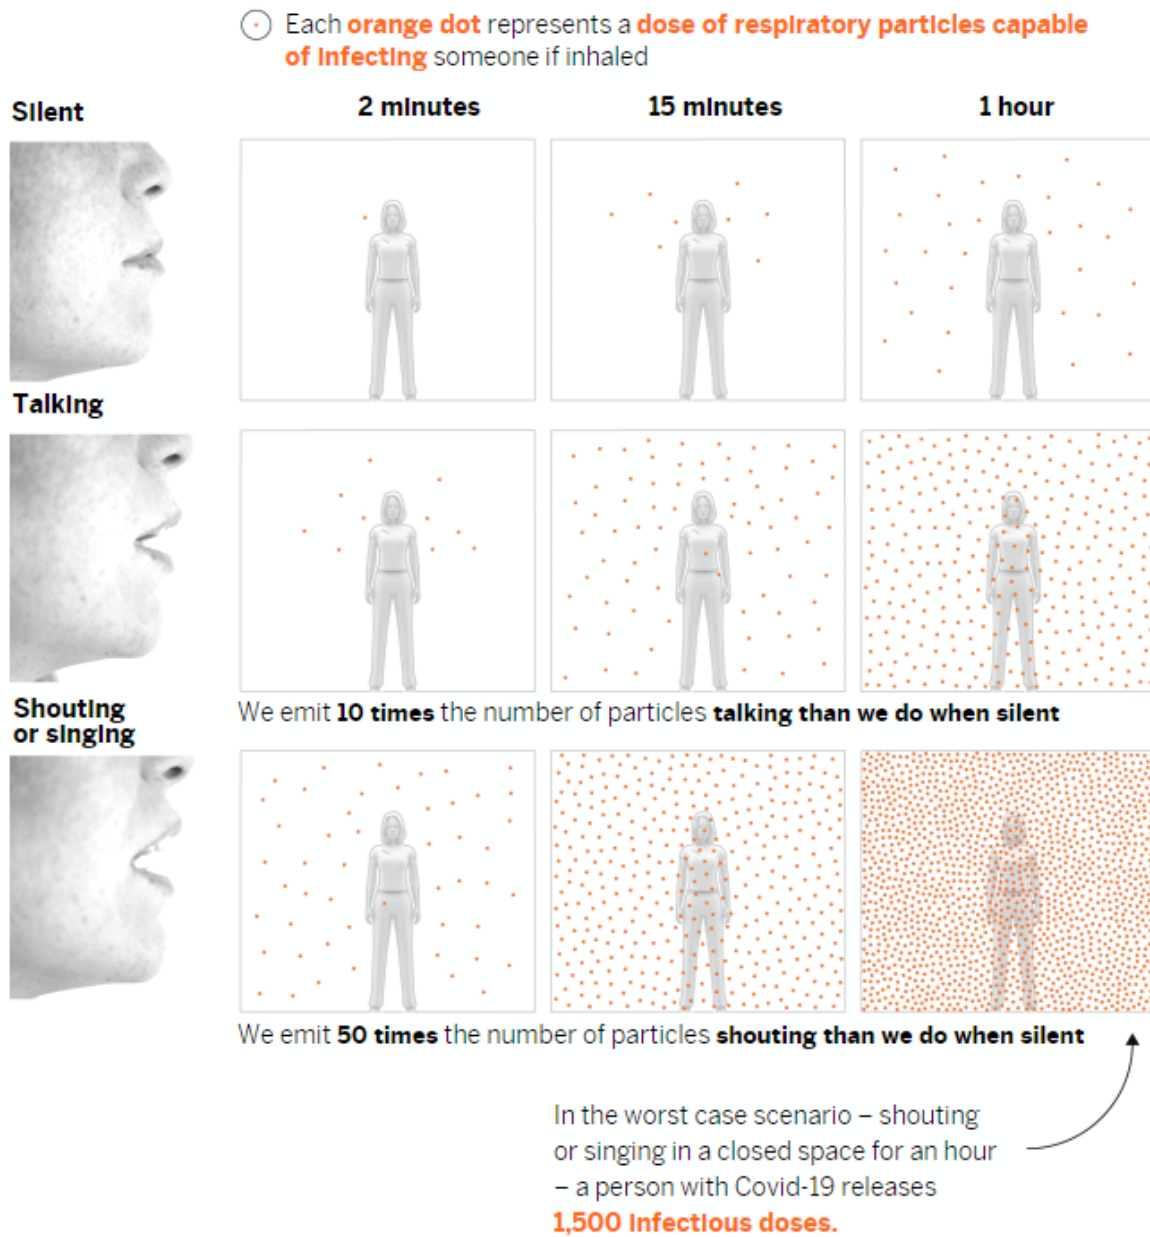 Each orange dot represents a dose of respiratory particles capable
of infecting someone if inhaled
Silent
2 minutes
15 minutes
1 hour
Talking
We emit 10 times the number of particles talking than we do when silent
Shouting
or singing
We emit 50 times the number of particles shouting than we do when silent
In the worst case scenario – shouting
or singing in a closed space for an hour
– a person with Covid-19 releases
1,500 infectious doses.